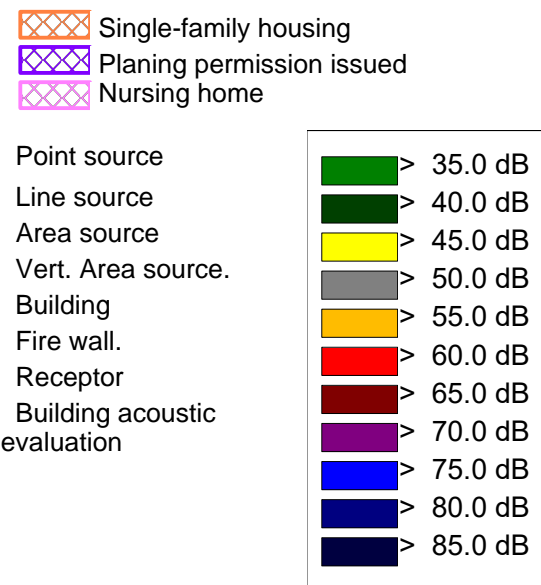 Single-family housing
Planing permission issued
Nursing home
Point source
Line source
Area source
Vert. Area source.
Building
Fire wall.
Receptor
Building acoustic
evaluation
> 35.0 dB
> 40.0 dB
> 45.0 dB
> 50.0 dB
> 55.0 dB
> 60.0 dB
> 65.0 dB
> 70.0 dB
> 75.0 dB
> 80.0 dB
> 85.0 dB